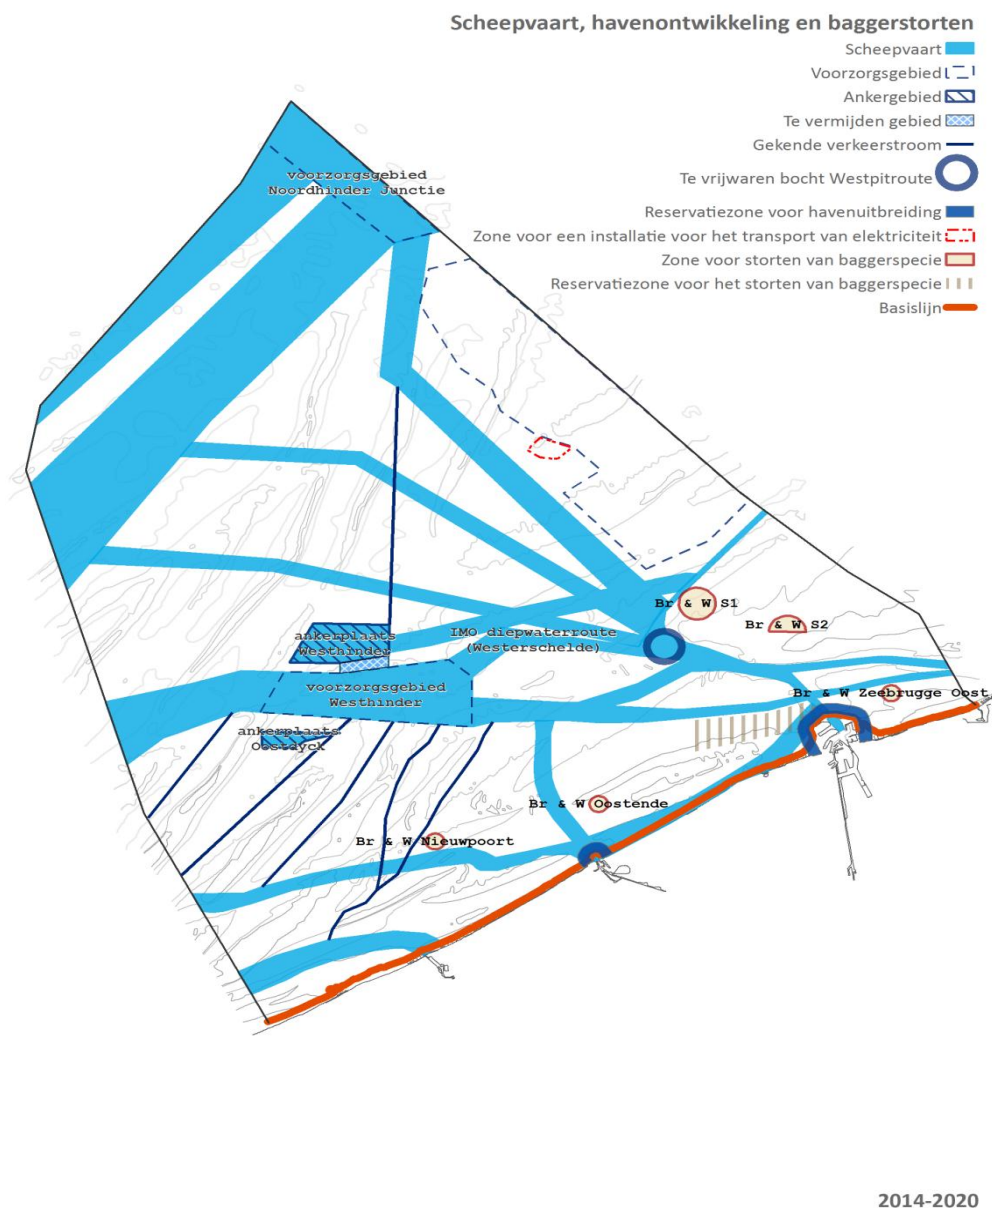 Scheepvaart, havenontwikkeling en baggerstorten
Scheepvaart
Voorzorgsgebied
Ankergebied
Te vermijden gebied
Gekende verkeerstroom
Te vrijwaren bocht Westpitroute
Reservatiezone voor havenuitbreiding
Zone voor een installatie voor het transport van elektriciteit
Zone voor storten van baggerspecie
Reservatiezone voor het storten van baggerspecie
Basislijn
voorzorgsgebied
Noordhinder Junctie
Br & W S1
Br & W S2
ankerplaats
Westhinder
IMO diepwaterroute
(Westerschelde)
voorzorgsgebied
Westhinder
Br & W Zeebrugge Oost
ankerplaats
Oostdyck
Br & W Oostende
Br & W Nieuwpoort
2014-2020